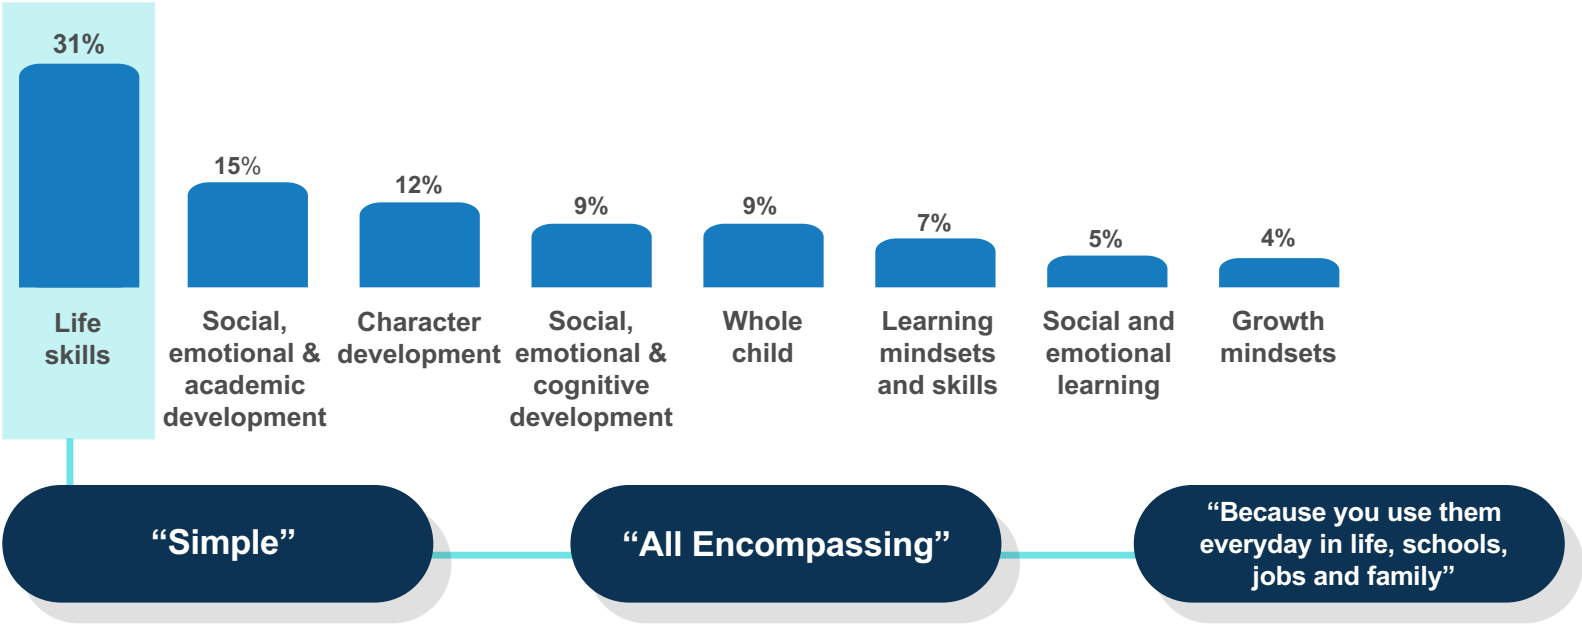 31%
15%
12%
9%
9%
7%
5%
4%
Life
skills
Social,
emotional &
academic
development
Character
development
Social,
emotional &
cognitive
development
Whole
child
Learning
mindsets
and skills
Social and
emotional
learning
Growth
mindsets
“Simple”
“All Encompassing”
“Because you use them
everyday in life, schools,
jobs and family”